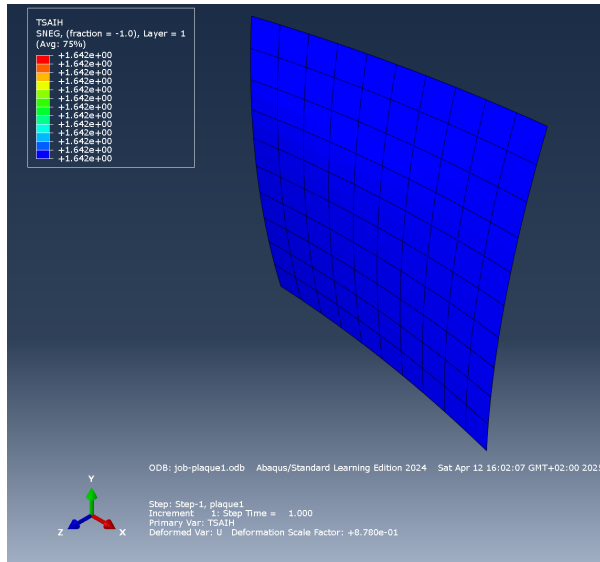 TSAIH
SNEG, (fraction = -1.0), Layer = 1
(Avg: 75%)
+1.642e+00
+1.642e+00
+1.642e+00
+1.642e+00
+1.642e+00
+1.642e+00
+1.642e+00
+1.642e+00
+1.642e+00
+1.642e+00
+1.642e+00
+1.642e+00
+1.642e+00
ODB: job-plaque1.odb Abaqus/Standard Learning Edition 2024 Sat Apr 12 16:02:07 GMT+02:00 2025
Y
Step: Step-1, plaque1
Increment 1: Step Time = 1.000
Primary Var: TSAIH
Z X
Deformed Var: U Deformation Scale Factor: +8.780e-01